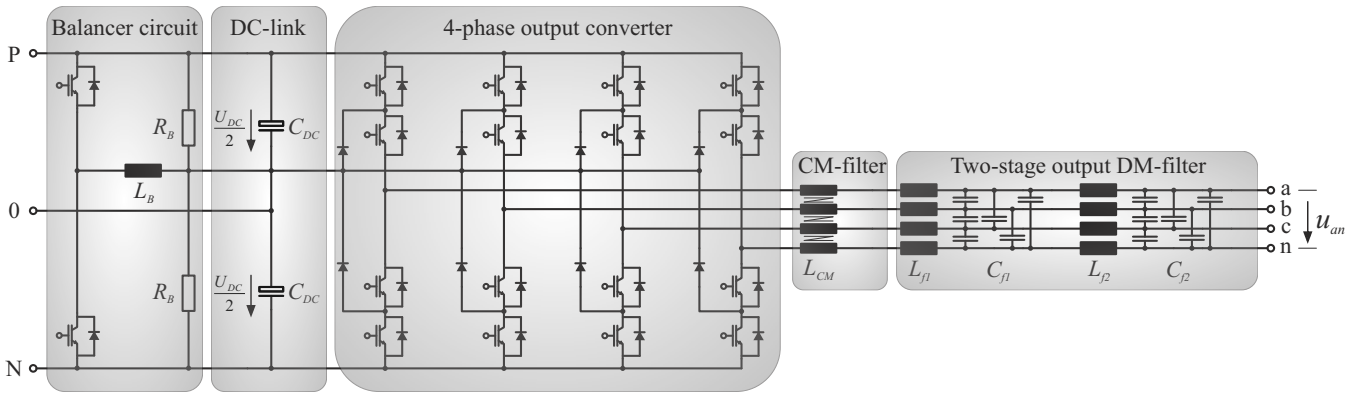 Balancer circuit
DC-link
4-phase output converter
P
R_B
U_DC
2
C_DC
L_B
CM-filter
Two-stage output DM-filter
0
a
b
c
n
u_an
R_B
U_DC
2
C_DC
L_CM
L_f1
C_f1
L_f2
C_f2
N